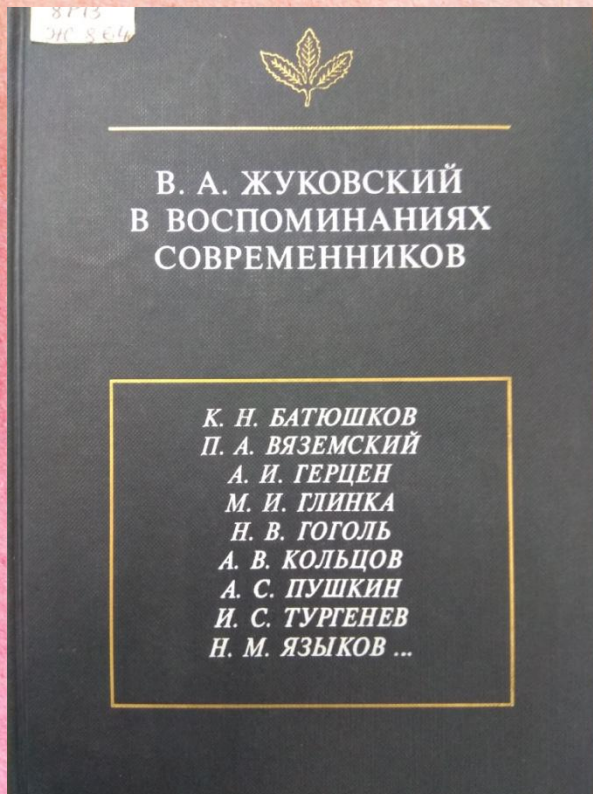 В. А. ЖУКОВСКИЙ
В ВОСПОМИНАНИЯХ
СОВРЕМЕННИКОВ
К. Н. БАТЮШКОВ
П. А. ВЯЗЕМСКИЙ
А. И. ГЕРЦЕН
М. И. ГЛИНКА
Н. В. ГОГОЛЬ
А. В. КОЛЬЦОВ
А. С. ПУШКИН
И. С. ТУРГЕНЕВ
Н. М. ЯЗЫКОВ ...